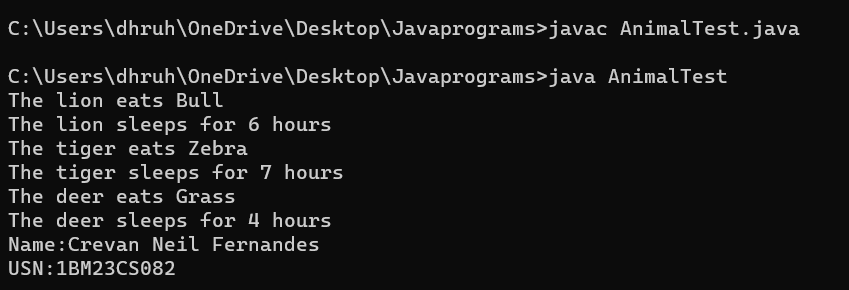 C:\Users\dhruh\OneDrive\Desktop\Javaprograms>javac AnimalTest.java
C:\Users\dhruh\OneDrive\Desktop\Javaprograms>java AnimalTest
The lion eats Bull
The lion sleeps for 6 hours
The tiger eats Zebra
The tiger sleeps for 7 hours
The deer eats Grass
The deer sleeps for 4 hours
Name:Crevan Neil Fernandes
USN:1BM23CS082